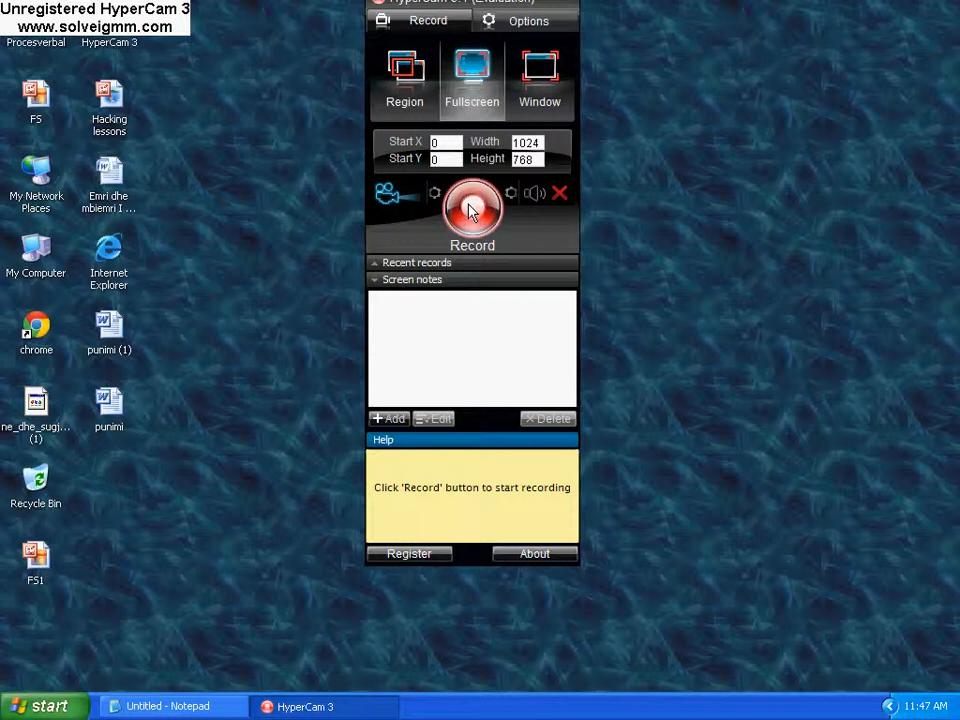 Unregistered HyperCam 3
www.solveigmm.com
Procesverbal
HyperCam 3
FS
Hacking
lessons
My Network
Places
Emri dhe
mbiemri I ...
My Computer
Internet
Explorer
chrome
punimi (1)
ne_dhe_sugj...
(1)
punimi
Recycle Bin
FS1
Record
Options
Region
Fullscreen
Window
Start X
0
Width
1024
Start Y
0
Height
768
Record
Recent records
Screen notes
Add
Edit
Delete
Help
Click 'Record' button to start recording
Register
About
start
Untitled - Notepad
HyperCam 3
11:47 AM